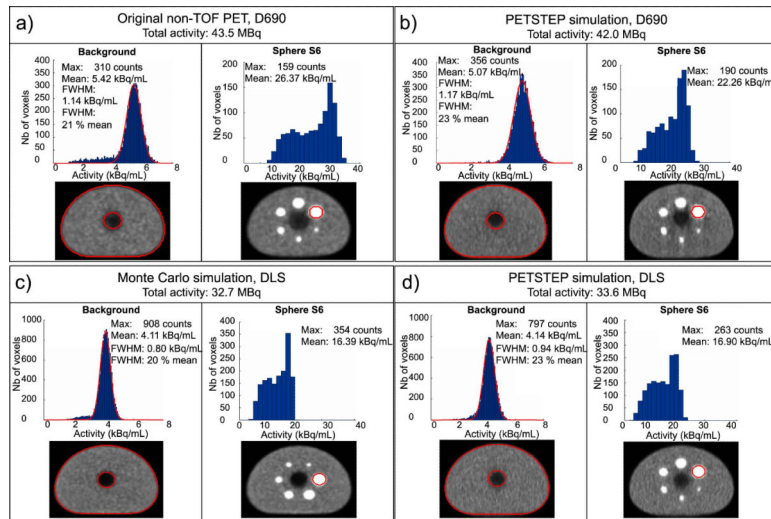 a)
Original non-TOF PET, D690
Total activity: 43.5 MBq
Background
Max: 310 counts
Mean: 5.42 kBq/mL
FWHM:
1.14 kBq/mL
FWHM:
21 % mean
Nb of voxels
400
350
300
250
200
150
100
50
0
0 2 4 6 8
Activity (kBq/mL)
Sphere S6
Max: 159 counts
Mean: 26.37 kBq/mL
200
150
100
50
0
0 10 20 30 40
Activity (kBq/mL)
b)
PETSTEP simulation, D690
Total activity: 42.0 MBq
Background
Max: 356 counts
Mean: 5.07 kBq/mL
FWHM:
1.17 kBq/mL
FWHM:
23 % mean
Nb of voxels
400
350
300
250
200
150
100
50
0
0 2 4 6 8
Activity (kBq/mL)
Sphere S6
Max: 190 counts
Mean: 22.26 kBq/m
200
150
100
50
0
0 10 20 30 40
Activity (kBq/mL)
c)
Monte Carlo simulation, DLS
Total activity: 32.7 MBq
Background
Max: 908 counts
Mean: 4.11 kBq/mL
FWHM: 0.80 kBq/mL
FWHM: 20 % mean
Nb of voxels
1000
800
600
400
200
0
0 2 4 6 8
Activity (kBq/mL)
Sphere S6
Max: 354 counts
Mean: 16.39 kBq/mL
400
350
300
250
200
150
100
50
0
0 10 20 30 40
Activity (kBq/mL)
d)
PETSTEP simulation, DLS
Total activity: 33.6 MBq
Background
Max: 797 counts
Mean: 4.14 kBq/mL
FWHM: 0.94 kBq/mL
FWHM: 23 % mean
Nb of voxels
1000
800
600
400
200
0
0 2 4 6 8
Activity (kBq/mL)
Sphere S6
Max: 263 counts
Mean: 16.90 kBq/mL
400
350
300
250
200
150
100
50
0
0 10 20 30 40
Activity (kBq/mL)